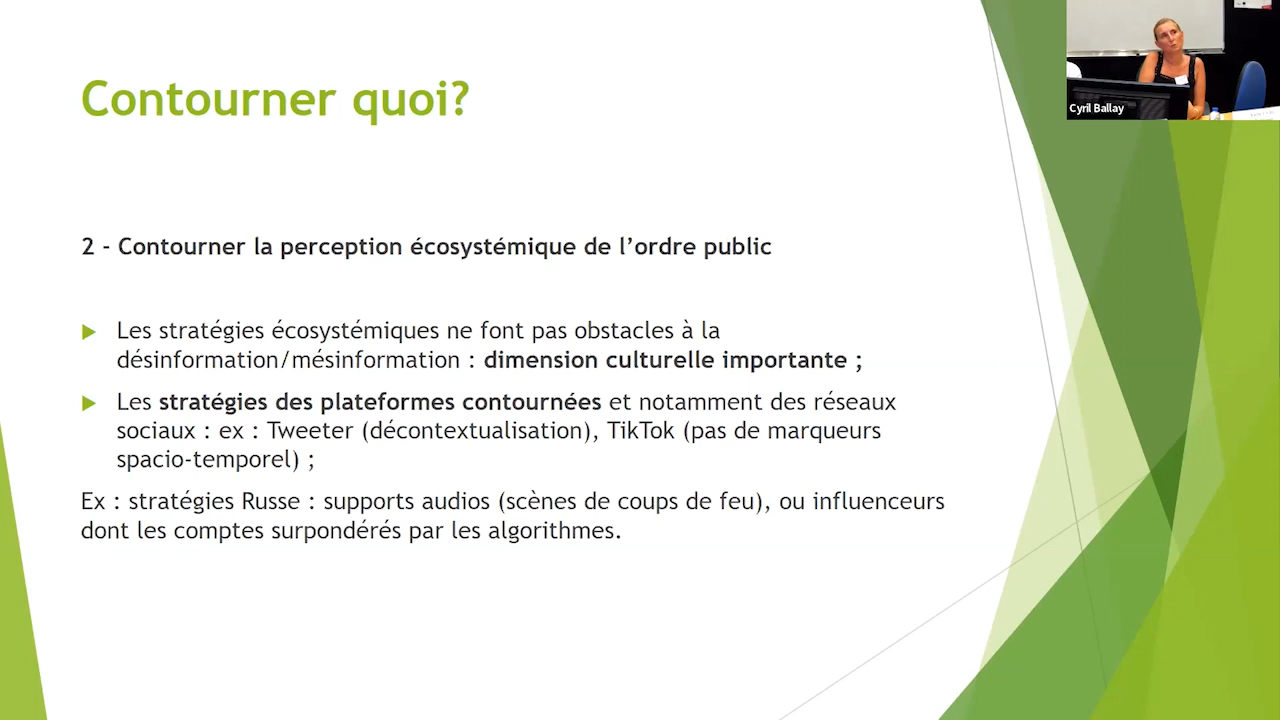 Contourner quoi?
Cyril Ballay
2 - Contourner la perception écosystémique de l’ordre public
Les stratégies écosystémiques ne font pas obstacles à la
désinformation/mésinformation : dimension culturelle importante ;
Les stratégies des plateformes contournées et notamment des réseaux
sociaux : ex : Tweeter (décontextualisation), TikTok (pas de marqueurs
spacio-temporel) ;
Ex : stratégies Russe : supports audios (scènes de coups de feu), ou influenceurs
dont les comptes surpondérés par les algorithmes.